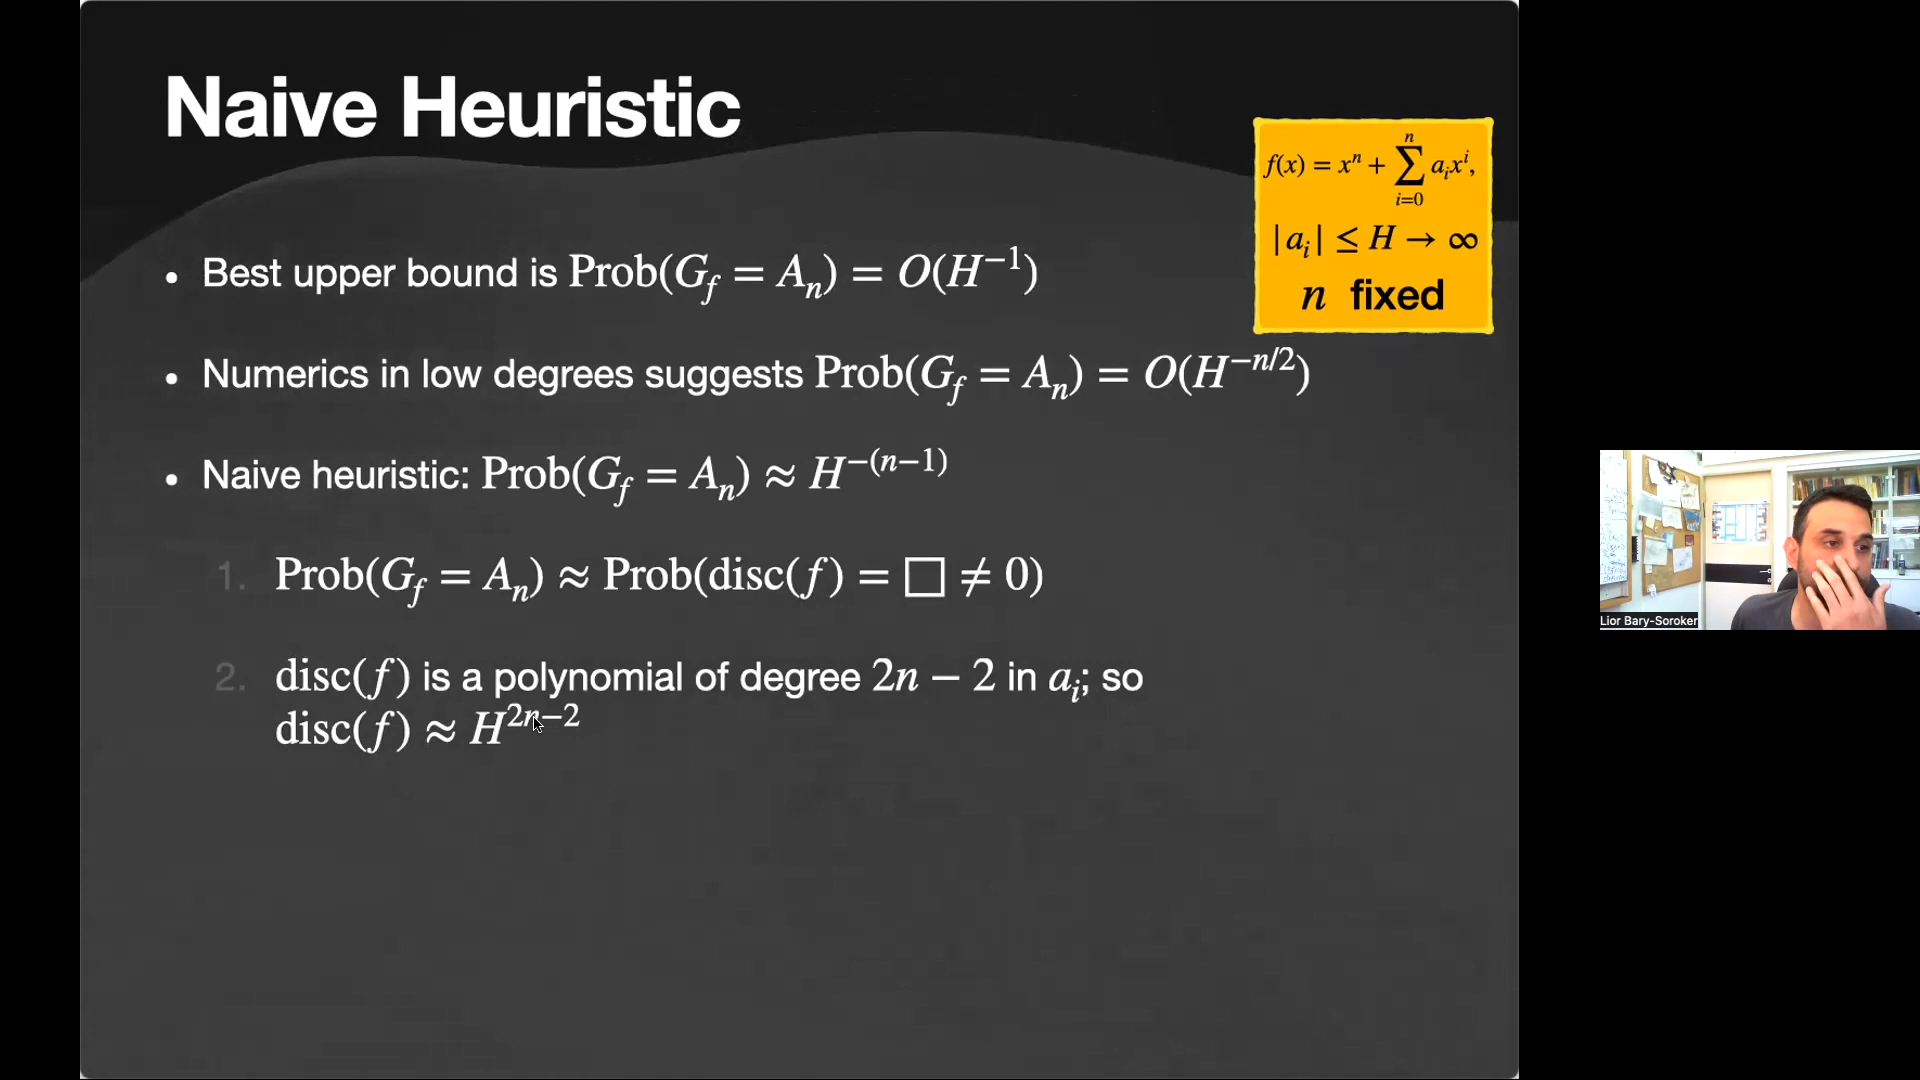 Naive Heuristic
f(x) = xⁿ + ∑ⁿᵢ₌₀ aᵢxⁱ,
|aᵢ| ≤ H → ∞
n fixed
• Best upper bound is Prob(G_f = A_n) = O(H⁻¹)
• Numerics in low degrees suggests Prob(G_f = A_n) = O(H^{−n/2})
• Naive heuristic: Prob(G_f = A_n) ≈ H^{−(n−1)}
1. Prob(G_f = A_n) ≈ Prob(disc(f) = □ ≠ 0)
2. disc(f) is a polynomial of degree 2n − 2 in aᵢ; so
disc(f) ≈ H^{2n−2}
Lior Bary-Soroker